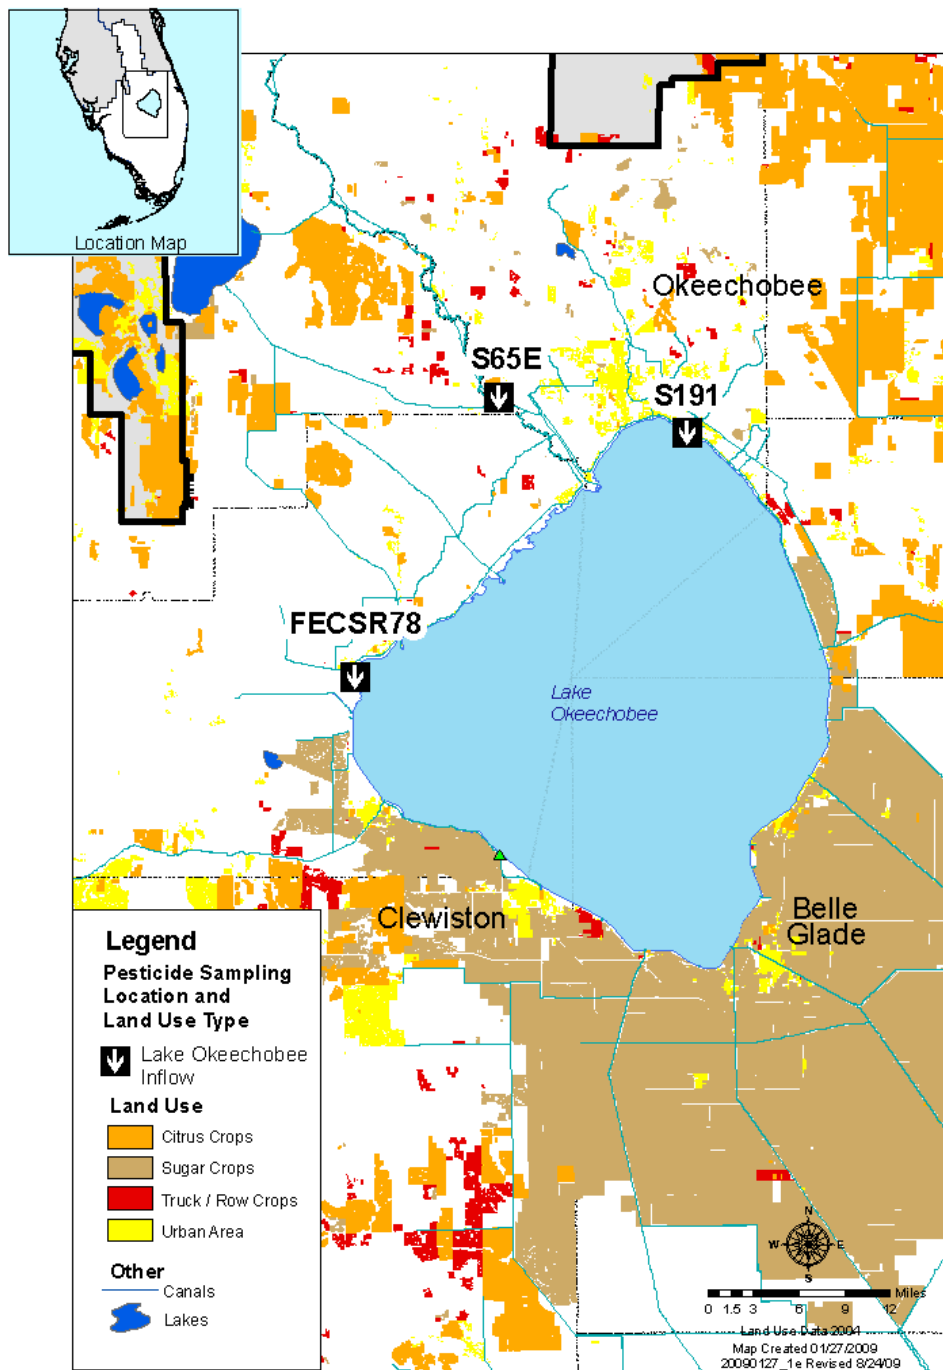 Location Map
Okeechobee
S65E
S191
FECSR78
Lake
Okeechobee
Clewiston
Belle
Glade
Legend
Pesticide Sampling
Location and
Land Use Type
Lake Okeechobee
Inflow
Land Use
Citrus Crops
Sugar Crops
Truck / Row Crops
Urban Area
Other
Canals
Lakes
N
W E
S
Miles
0 1.5 3 6 9 12
Land Use Data 2004
Map Created 01/27/2009
20090127_1e Revised 8/24/09